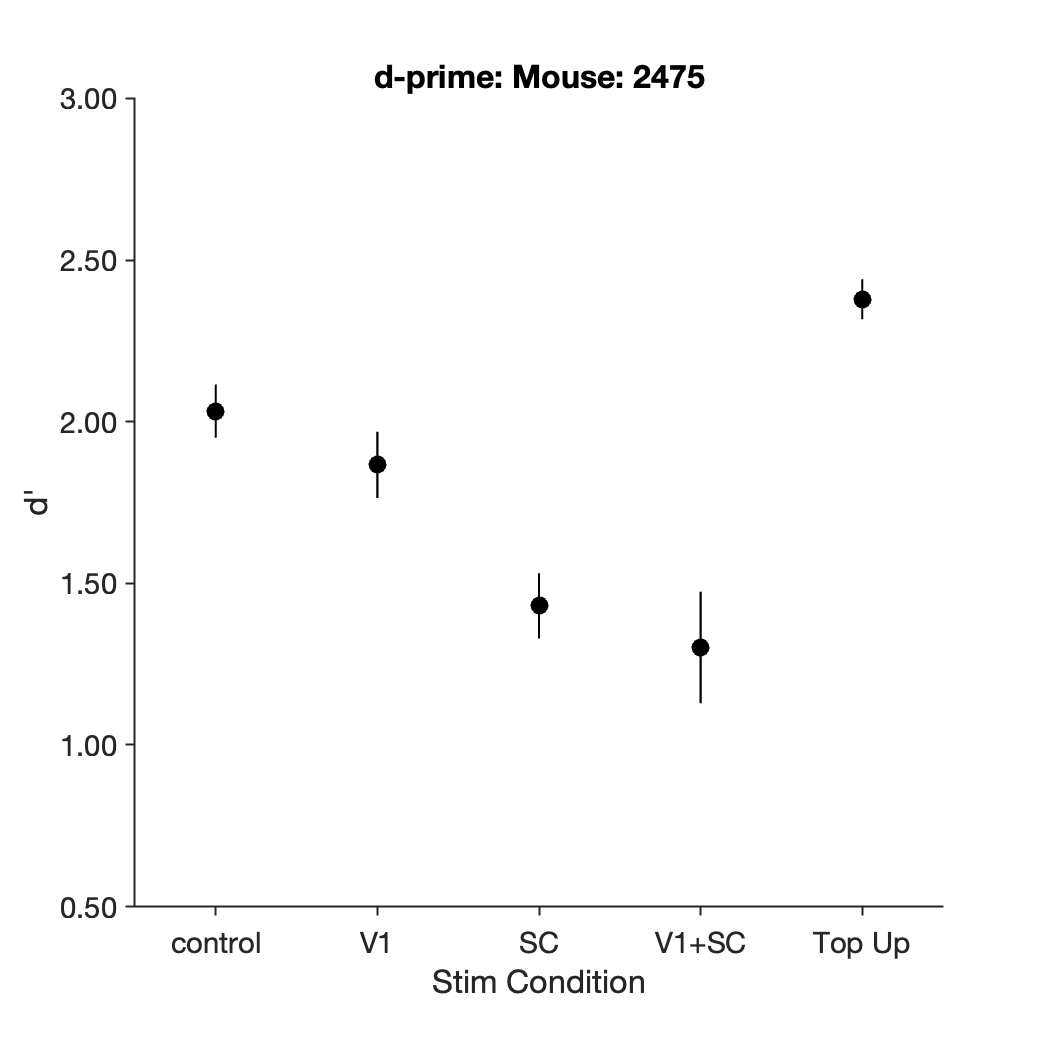 d-prime: Mouse: 2475
3.00
2.50
2.00
1.50
1.00
0.50
d'
control V1 SC V1+SC Top Up
Stim Condition